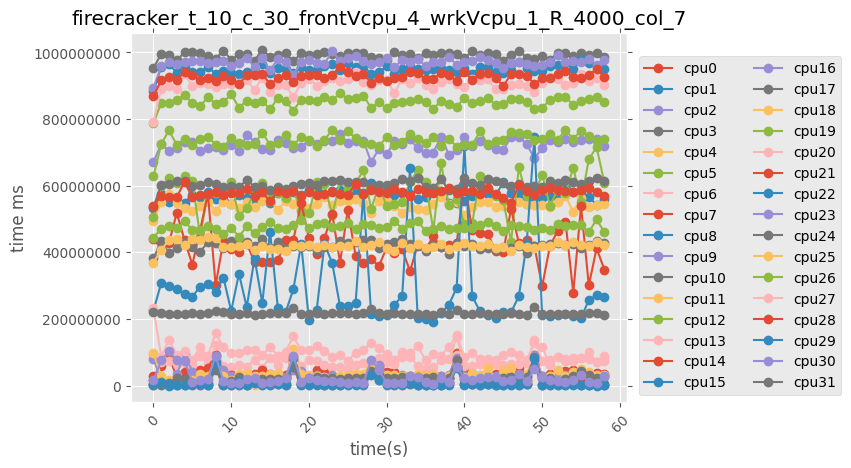 firecracker_t_10_c_30_frontVcpu_4_wrkVcpu_1_R_4000_col_7
1000000000
800000000
600000000
400000000
200000000
0
time ms
0 10 20 30 40 50 60
time(s)
cpu0 cpu16
cpu1 cpu17
cpu2 cpu18
cpu3 cpu19
cpu4 cpu20
cpu5 cpu21
cpu6 cpu22
cpu7 cpu23
cpu8 cpu24
cpu9 cpu25
cpu10 cpu26
cpu11 cpu27
cpu12 cpu28
cpu13 cpu29
cpu14 cpu30
cpu15 cpu31